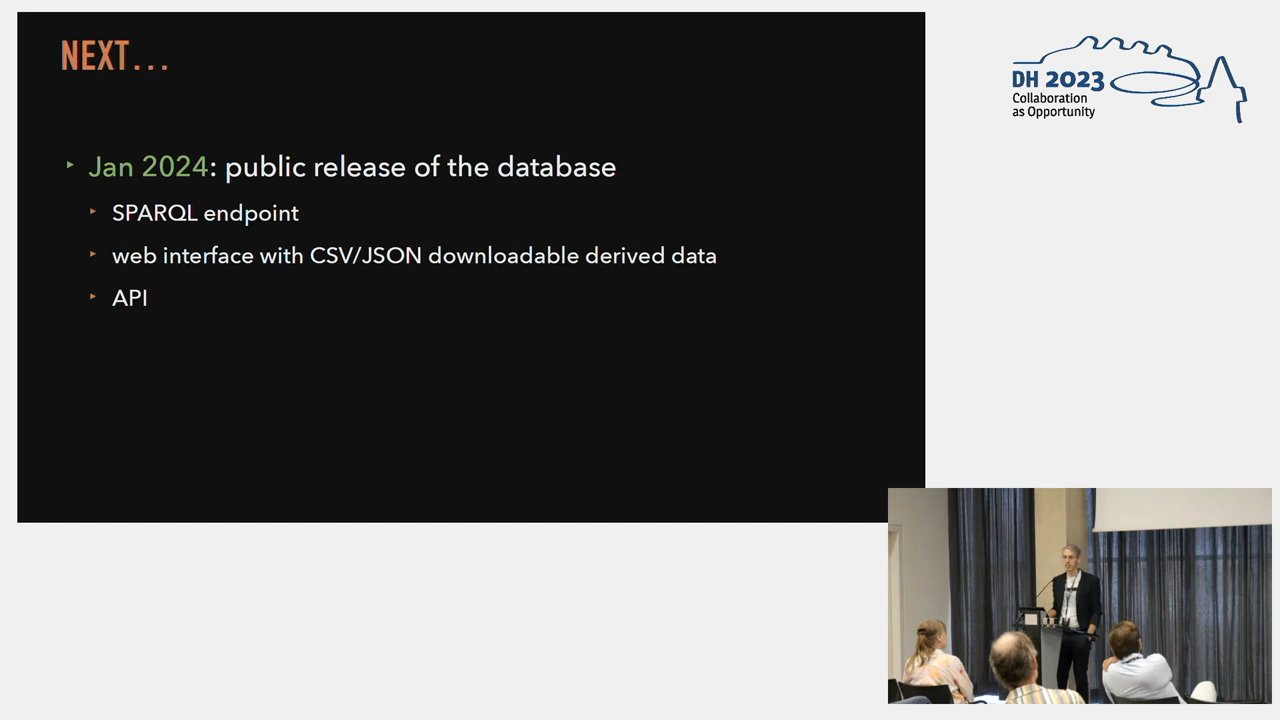 NEXT...
Jan 2024: public release of the database
SPARQL endpoint
web interface with CSV/JSON downloadable derived data
API
DH 2023
Collaboration
as Opportunity